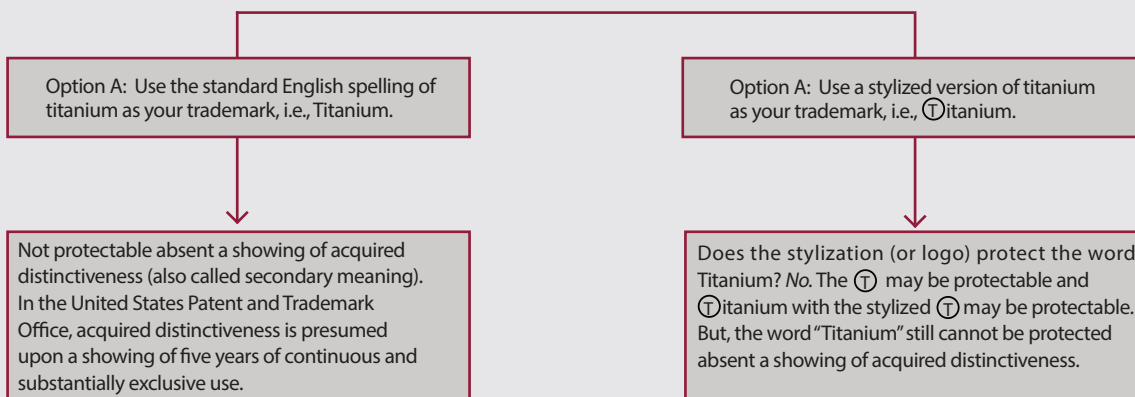 Option A: Use the standard English spelling of
titanium as your trademark, i.e., Titanium.
Option A: Use a stylized version of titanium
as your trademark, i.e., Ⓣitanium.
Not protectable absent a showing of acquired
distinctiveness (also called secondary meaning).
In the United States Patent and Trademark
Office, acquired distinctiveness is presumed
upon a showing of five years of continuous and
substantially exclusive use.
Does the stylization (or logo) protect the word
Titanium? No. The Ⓣ may be protectable and
Ⓣitanium with the stylized Ⓣ may be protectable.
But, the word "Titanium" still cannot be protected
absent a showing of acquired distinctiveness.